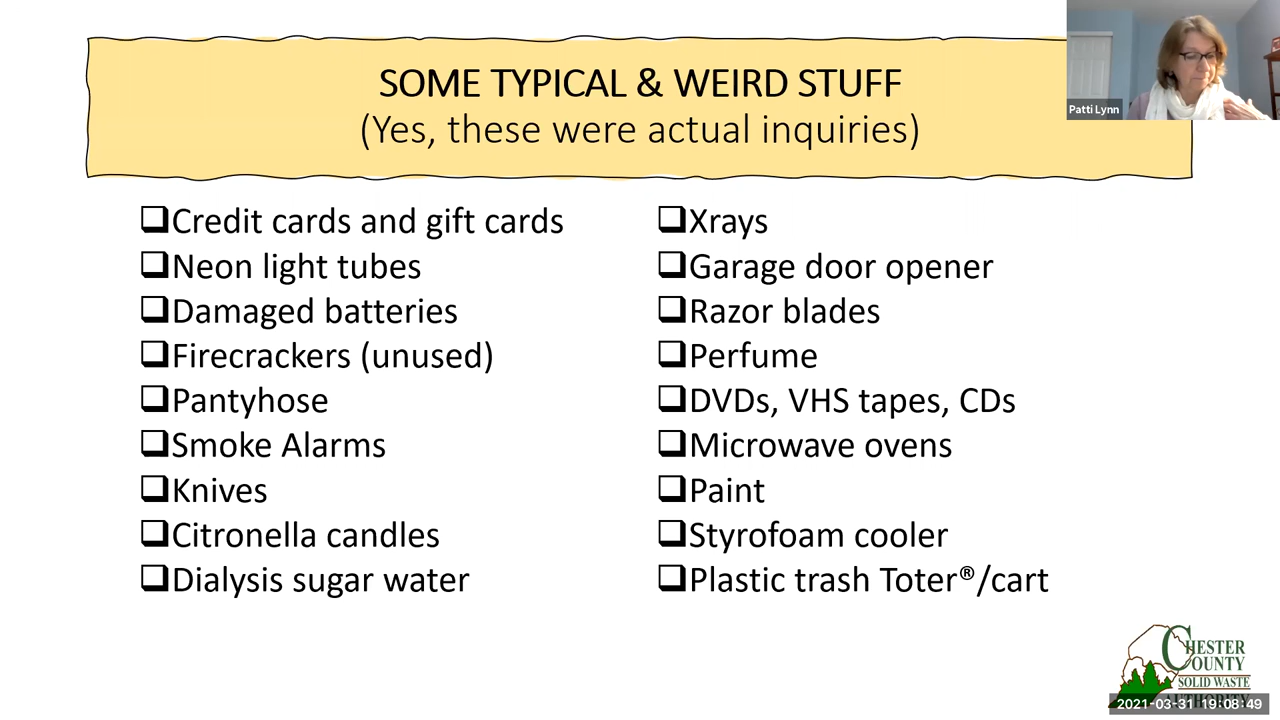 SOME TYPICAL & WEIRD STUFF
(Yes, these were actual inquiries)
Patti Lynn
Credit cards and gift cards
Neon light tubes
Damaged batteries
Firecrackers (unused)
Pantyhose
Smoke Alarms
Knives
Citronella candles
Dialysis sugar water
Xrays
Garage door opener
Razor blades
Perfume
DVDs, VHS tapes, CDs
Microwave ovens
Paint
Styrofoam cooler
Plastic trash Toter®/cart
CHESTER
COUNTY
SOLID WASTE
AUTHORITY
2021-03-31 19:08:49